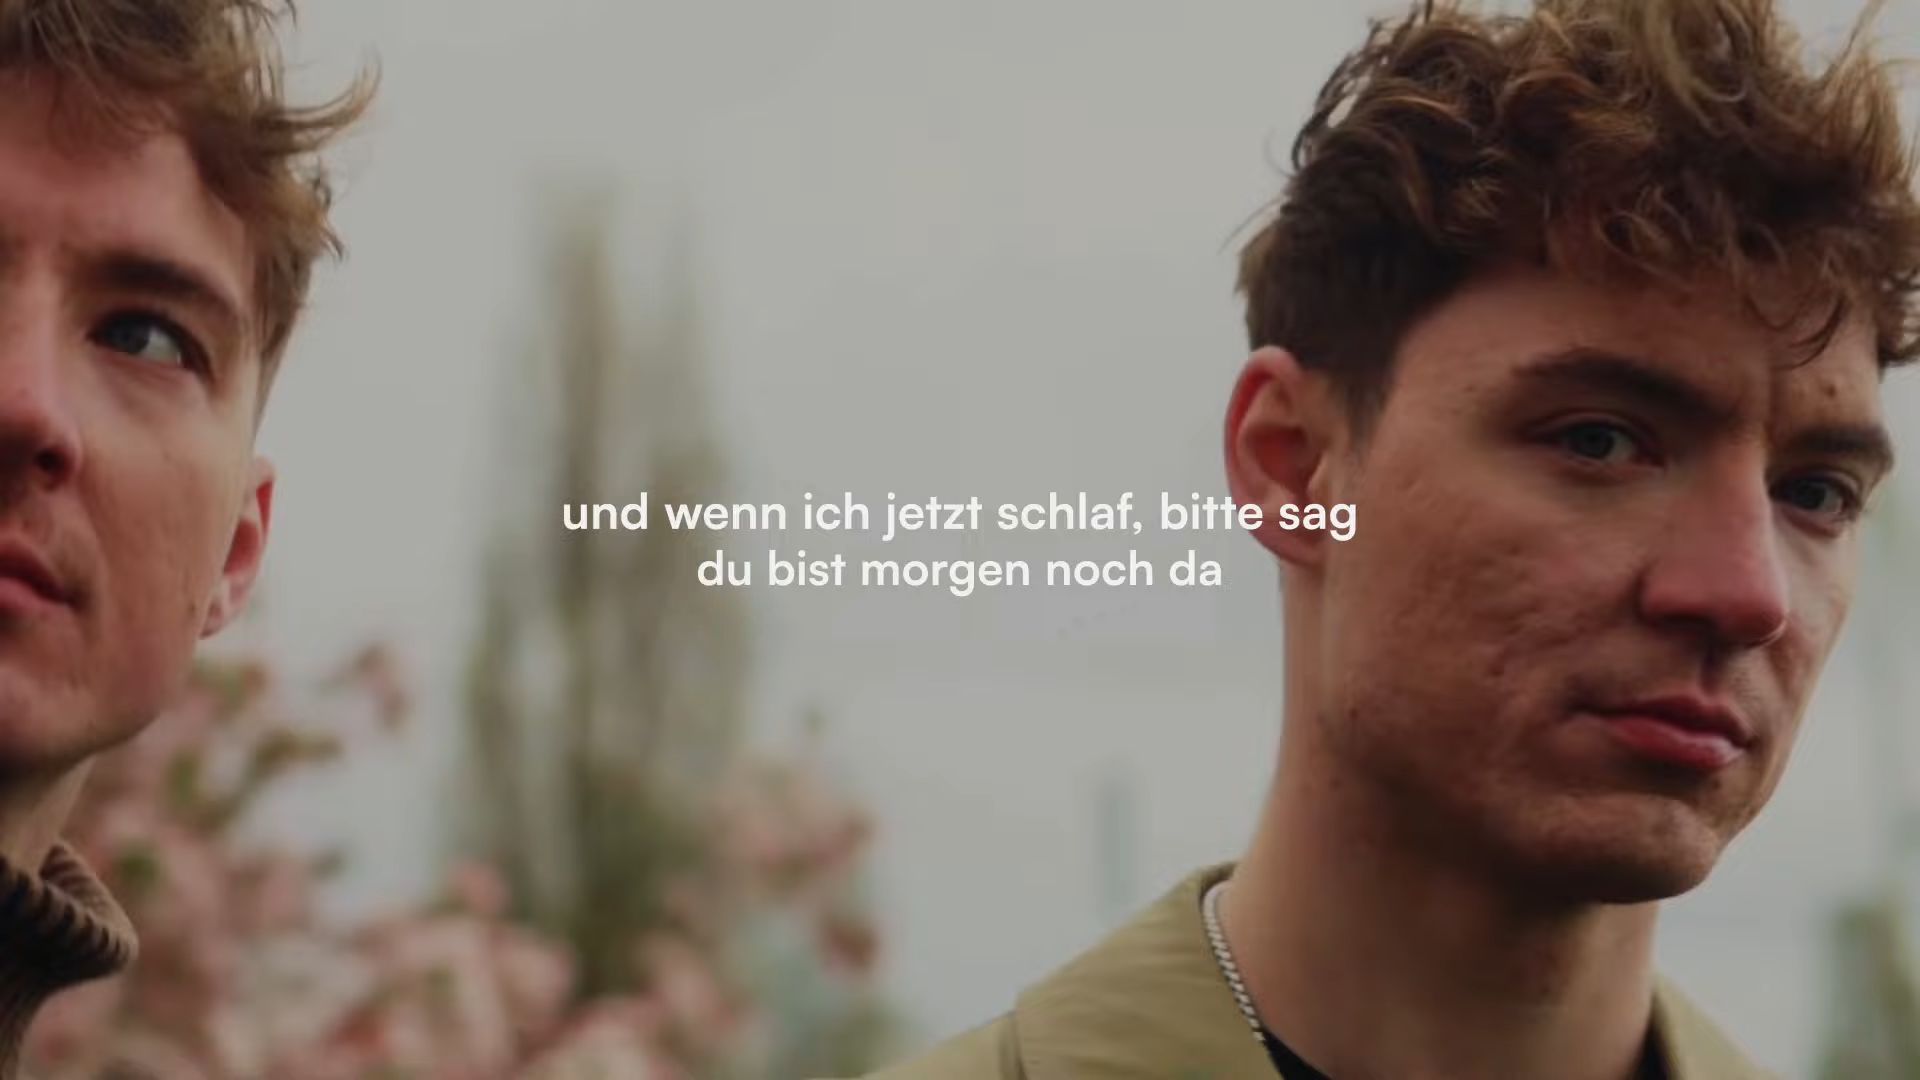 und wenn ich jetzt schlaf, bitte sag
du bist morgen noch da